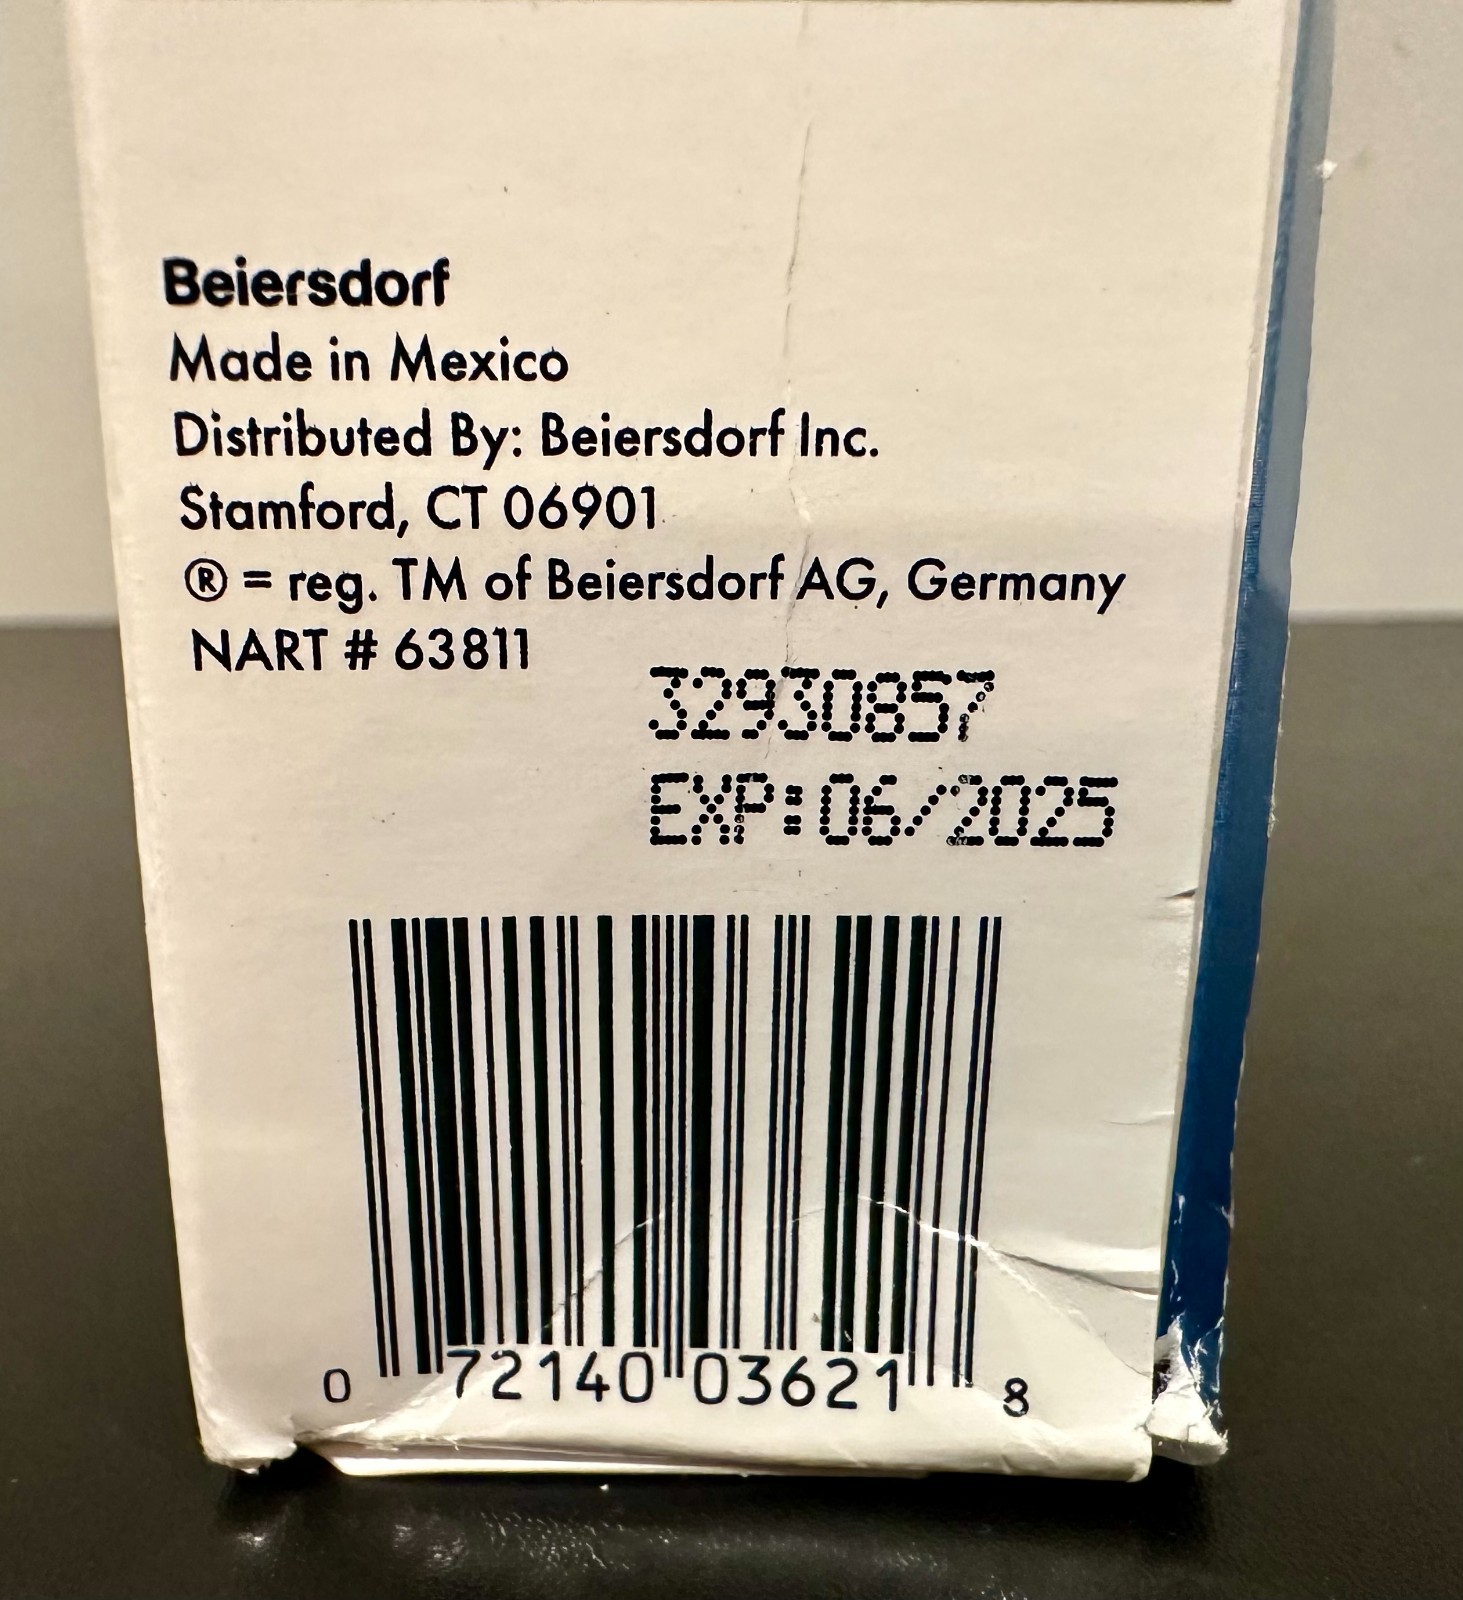 Beiersdorf
Made in Mexico
Distributed By: Beiersdorf Inc.
Stamford, CT 06901
® = reg. TM of Beiersdorf AG, Germany
NART # 63811
32930857
EXP:06/2025
0 72140 03621 8